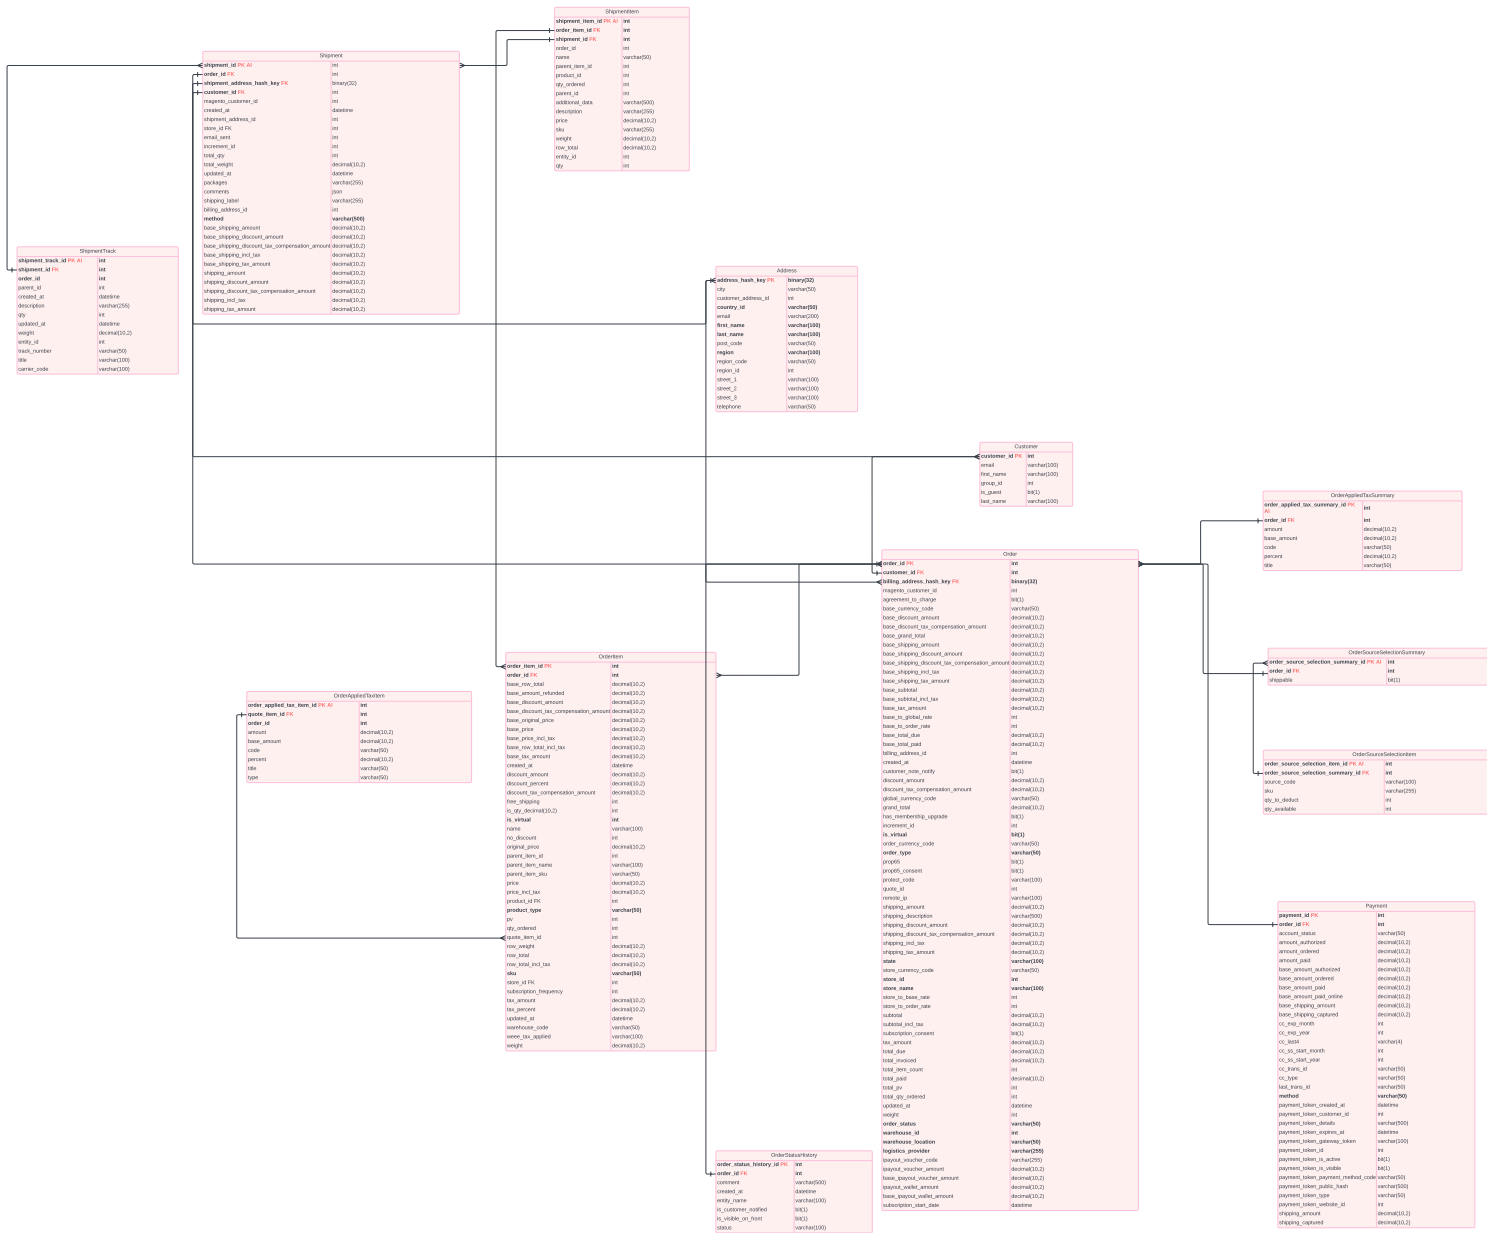 ShipmentItem
shipment_item_id PK AI int
order_item_id FK int
shipment_id FK int
order_id int
name varchar(50)
parent_item_id int
product_id int
qty_ordered int
parent_id int
additional_data varchar(500)
description varchar(255)
price decimal(10,2)
sku varchar(255)
weight decimal(10,2)
row_total decimal(10,2)
entity_id int
qty int
Shipment
shipment_id PK AI int
order_id FK int
shipment_address_hash_key FK binary(32)
customer_id FK int
magento_customer_id int
created_at datetime
shipment_address_id int
store_id FK int
email_sent int
increment_id int
total_qty int
total_weight decimal(10,2)
updated_at datetime
packages varchar(255)
comments json
shipping_label varchar(255)
billing_address_id int
method varchar(500)
base_shipping_amount decimal(10,2)
base_shipping_discount_amount decimal(10,2)
base_shipping_discount_tax_compensation_amount decimal(10,2)
base_shipping_incl_tax decimal(10,2)
base_shipping_tax_amount decimal(10,2)
shipping_amount decimal(10,2)
shipping_discount_amount decimal(10,2)
shipping_discount_tax_compensation_amount decimal(10,2)
shipping_incl_tax decimal(10,2)
shipping_tax_amount decimal(10,2)
ShipmentTrack
shipment_track_id PK AI int
shipment_id FK int
order_id int
parent_id int
created_at datetime
description varchar(255)
qty int
updated_at datetime
weight decimal(10,2)
entity_id int
track_number varchar(50)
title varchar(100)
carrier_code varchar(100)
Address
address_hash_key PK binary(32)
city varchar(50)
customer_address_id int
country_id varchar(50)
email varchar(200)
first_name varchar(100)
last_name varchar(100)
post_code varchar(50)
region varchar(100)
region_code varchar(50)
region_id int
street_1 varchar(100)
street_2 varchar(100)
street_3 varchar(100)
telephone varchar(50)
Customer
customer_id PK int
email varchar(100)
first_name varchar(100)
group_id int
is_guest bit(1)
last_name varchar(100)
OrderAppliedTaxSummary
order_applied_tax_summary_id PK
AI int
order_id FK int
amount decimal(10,2)
base_amount decimal(10,2)
code varchar(50)
percent decimal(10,2)
title varchar(50)
Order
order_id PK int
customer_id FK int
billing_address_hash_key FK binary(32)
magento_customer_id int
agreement_to_charge bit(1)
base_currency_code varchar(50)
base_discount_amount decimal(10,2)
base_discount_tax_compensation_amount decimal(10,2)
base_grand_total decimal(10,2)
base_shipping_amount decimal(10,2)
base_shipping_discount_amount decimal(10,2)
base_shipping_discount_tax_compensation_amount decimal(10,2)
base_shipping_incl_tax decimal(10,2)
base_shipping_tax_amount decimal(10,2)
base_subtotal decimal(10,2)
base_subtotal_incl_tax decimal(10,2)
base_tax_amount decimal(10,2)
base_to_global_rate int
base_to_order_rate int
base_total_due decimal(10,2)
base_total_paid decimal(10,2)
billing_address_id int
created_at datetime
customer_note_notify bit(1)
discount_amount decimal(10,2)
discount_tax_compensation_amount decimal(10,2)
global_currency_code varchar(50)
grand_total decimal(10,2)
has_membership_upgrade bit(1)
increment_id int
is_virtual bit(1)
order_currency_code varchar(50)
order_type varchar(50)
prop65 bit(1)
prop65_consent bit(1)
protect_code varchar(100)
quote_id int
remote_ip varchar(100)
shipping_amount decimal(10,2)
shipping_description varchar(500)
shipping_discount_amount decimal(10,2)
shipping_discount_tax_compensation_amount decimal(10,2)
shipping_incl_tax decimal(10,2)
shipping_tax_amount decimal(10,2)
state varchar(100)
store_currency_code varchar(50)
store_id int
store_name varchar(100)
store_to_base_rate int
store_to_order_rate int
subtotal decimal(10,2)
subtotal_incl_tax decimal(10,2)
subscription_consent bit(1)
tax_amount decimal(10,2)
total_due decimal(10,2)
total_invoiced decimal(10,2)
total_item_count int
total_paid decimal(10,2)
total_pv int
total_qty_ordered int
updated_at datetime
weight int
order_status varchar(50)
warehouse_id int
warehouse_location varchar(50)
logistics_provider varchar(255)
ipayout_voucher_code varchar(255)
ipayout_voucher_amount decimal(10,2)
base_ipayout_voucher_amount decimal(10,2)
ipayout_wallet_amount decimal(10,2)
base_ipayout_wallet_amount decimal(10,2)
subscription_start_date datetime
OrderSourceSelectionSummary
order_source_selection_summary_id PK AI int
order_id FK int
shippable bit(1)
OrderItem
order_item_id PK int
order_id FK int
base_row_total decimal(10,2)
base_amount_refunded decimal(10,2)
base_discount_amount decimal(10,2)
base_discount_tax_compensation_amount decimal(10,2)
base_original_price decimal(10,2)
base_price decimal(10,2)
base_price_incl_tax decimal(10,2)
base_row_total_incl_tax decimal(10,2)
base_tax_amount decimal(10,2)
created_at datetime
discount_amount decimal(10,2)
discount_percent decimal(10,2)
discount_tax_compensation_amount decimal(10,2)
free_shipping int
is_qty_decimal(10,2) int
is_virtual int
name varchar(100)
no_discount int
original_price decimal(10,2)
parent_item_id int
parent_item_name varchar(100)
parent_item_sku varchar(50)
price decimal(10,2)
price_incl_tax decimal(10,2)
product_id FK int
product_type varchar(50)
pv int
qty_ordered int
quote_item_id int
row_weight decimal(10,2)
row_total decimal(10,2)
row_total_incl_tax decimal(10,2)
sku varchar(50)
store_id FK int
subscription_frequency int
tax_amount decimal(10,2)
tax_percent decimal(10,2)
updated_at datetime
warehouse_code varchar(50)
weee_tax_applied varchar(100)
weight decimal(10,2)
OrderAppliedTaxItem
order_applied_tax_item_id PK AI int
quote_item_id FK int
order_id int
amount decimal(10,2)
base_amount decimal(10,2)
code varchar(50)
percent decimal(10,2)
title varchar(50)
type varchar(50)
OrderSourceSelectionItem
order_source_selection_item_id PK AI int
order_source_selection_summary_id FK int
source_code varchar(100)
sku varchar(255)
qty_to_deduct int
qty_available int
Payment
payment_id PK int
order_id FK int
account_status varchar(50)
amount_authorized decimal(10,2)
amount_ordered decimal(10,2)
amount_paid decimal(10,2)
base_amount_authorized decimal(10,2)
base_amount_ordered decimal(10,2)
base_amount_paid decimal(10,2)
base_amount_paid_online decimal(10,2)
base_shipping_amount decimal(10,2)
base_shipping_captured decimal(10,2)
cc_exp_month int
cc_exp_year int
cc_last4 varchar(4)
cc_ss_start_month int
cc_ss_start_year int
cc_trans_id varchar(50)
cc_type varchar(50)
last_trans_id varchar(50)
method varchar(50)
payment_token_created_at datetime
payment_token_customer_id int
payment_token_details varchar(500)
payment_token_expires_at datetime
payment_token_gateway_token varchar(100)
payment_token_id int
payment_token_is_active bit(1)
payment_token_is_visible bit(1)
payment_token_payment_method_code varchar(50)
payment_token_public_hash varchar(500)
payment_token_type varchar(50)
payment_token_website_id int
shipping_amount decimal(10,2)
shipping_captured decimal(10,2)
OrderStatusHistory
order_status_history_id PK int
order_id FK int
comment varchar(500)
created_at datetime
entity_name varchar(100)
is_customer_notified bit(1)
is_visible_on_front bit(1)
status varchar(100)